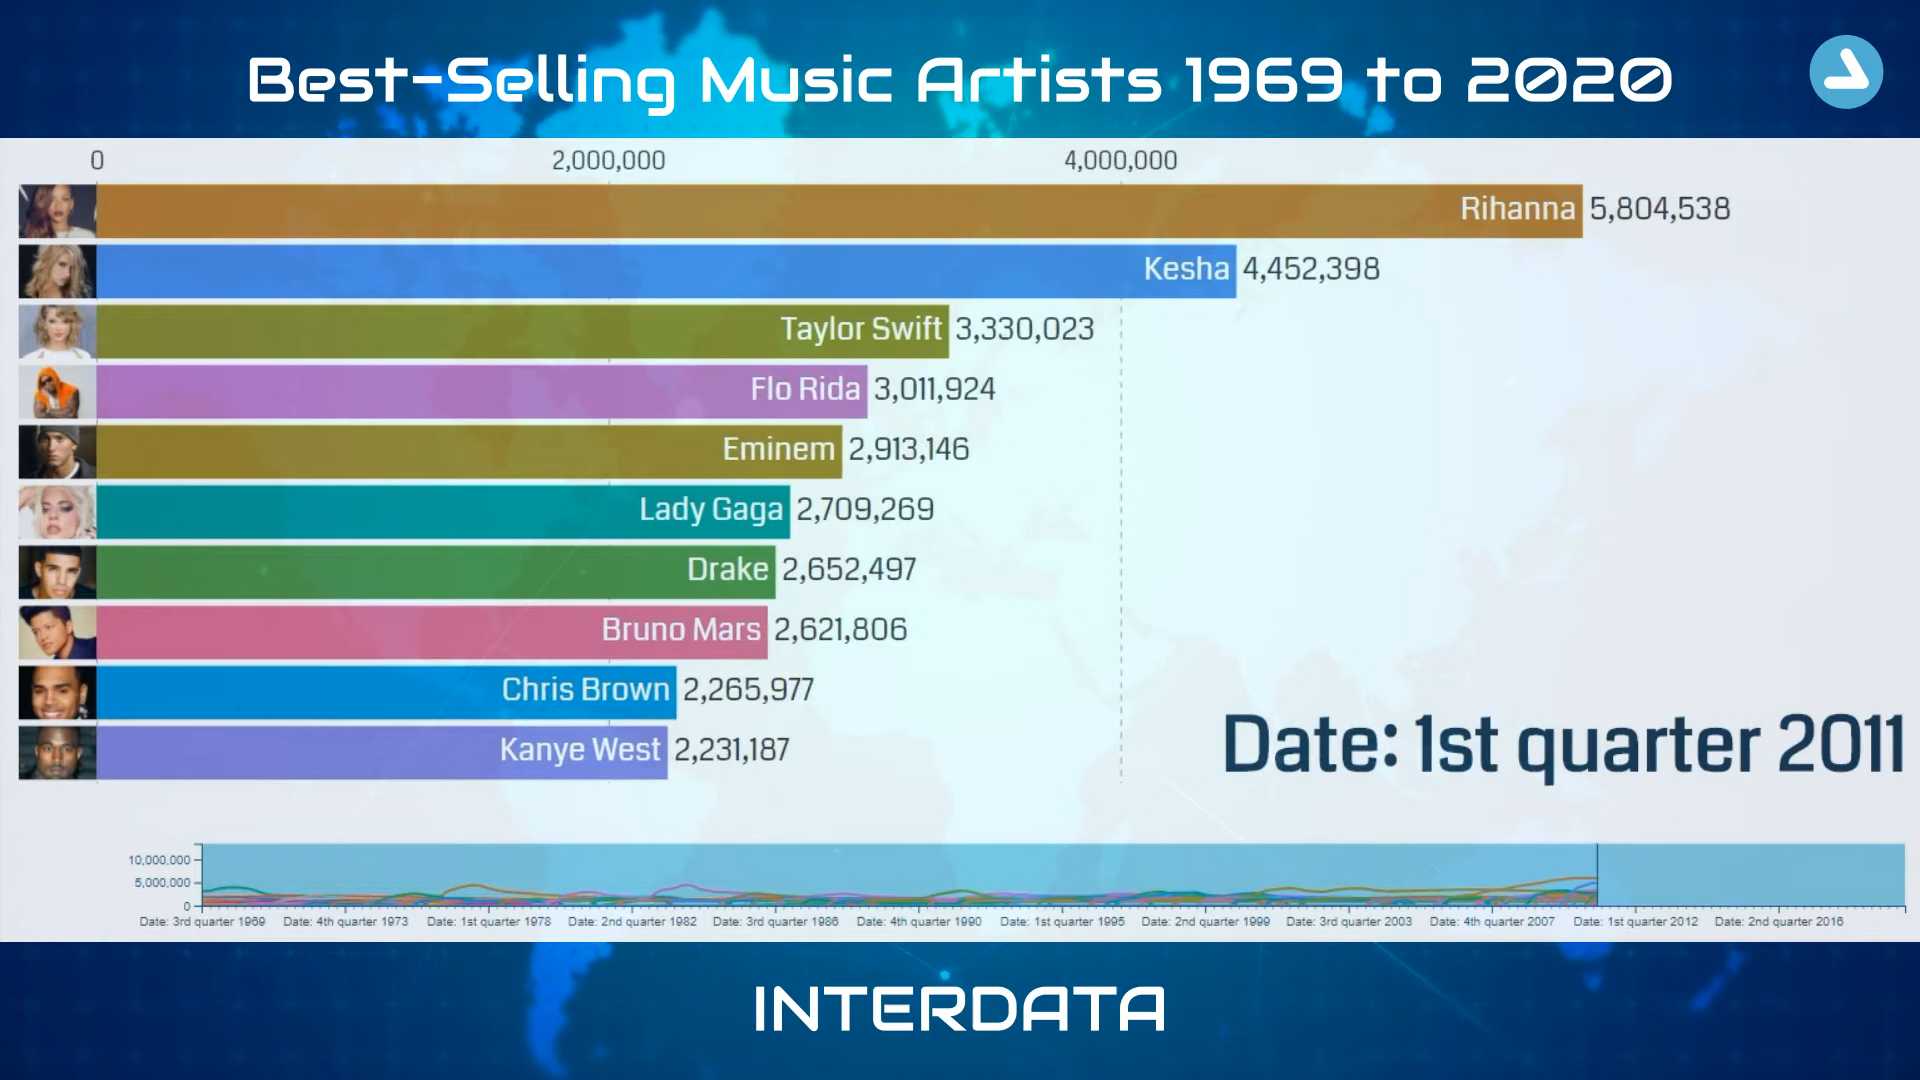 Best-Selling Music Artists 1969 to 2020
0 2,000,000 4,000,000
Rihanna 5,804,538
Kesha 4,452,398
Taylor Swift 3,330,023
Flo Rida 3,011,924
Eminem 2,913,146
Lady Gaga 2,709,269
Drake 2,652,497
Bruno Mars 2,621,806
Chris Brown 2,265,977
Kanye West 2,231,187
Date: 1st quarter 2011
10,000,000
5,000,000
0
Date: 3rd quarter 1969 Date: 4th quarter 1973 Date: 1st quarter 1978 Date: 2nd quarter 1982 Date: 3rd quarter 1986 Date: 4th quarter 1990 Date: 1st quarter 1995 Date: 2nd quarter 1999 Date: 3rd quarter 2003 Date: 4th quarter 2007 Date: 1st quarter 2012 Date: 2nd quarter 2016
INTERDATA